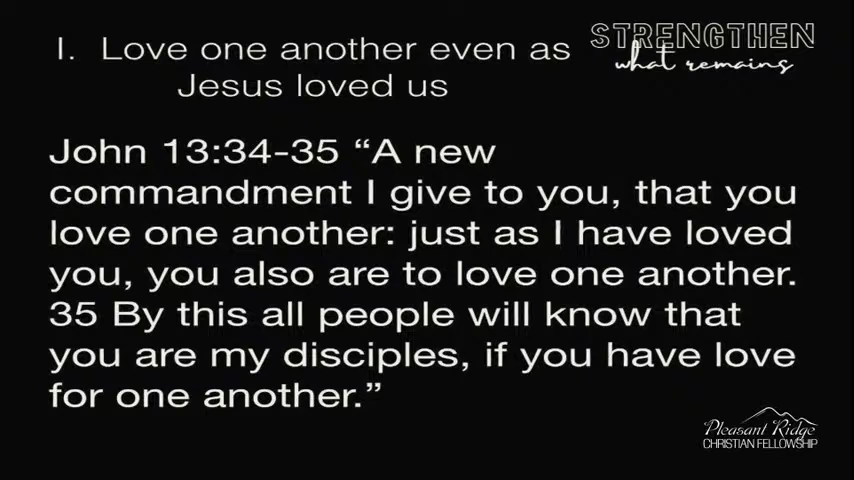 I. Love one another even as
Jesus loved us
STRENGTHEN
what remains
John 13:34-35 “A new
commandment I give to you, that you
love one another: just as I have loved
you, you also are to love one another.
35 By this all people will know that
you are my disciples, if you have love
for one another.”
Pleasant Ridge
CHRISTIAN FELLOWSHIP